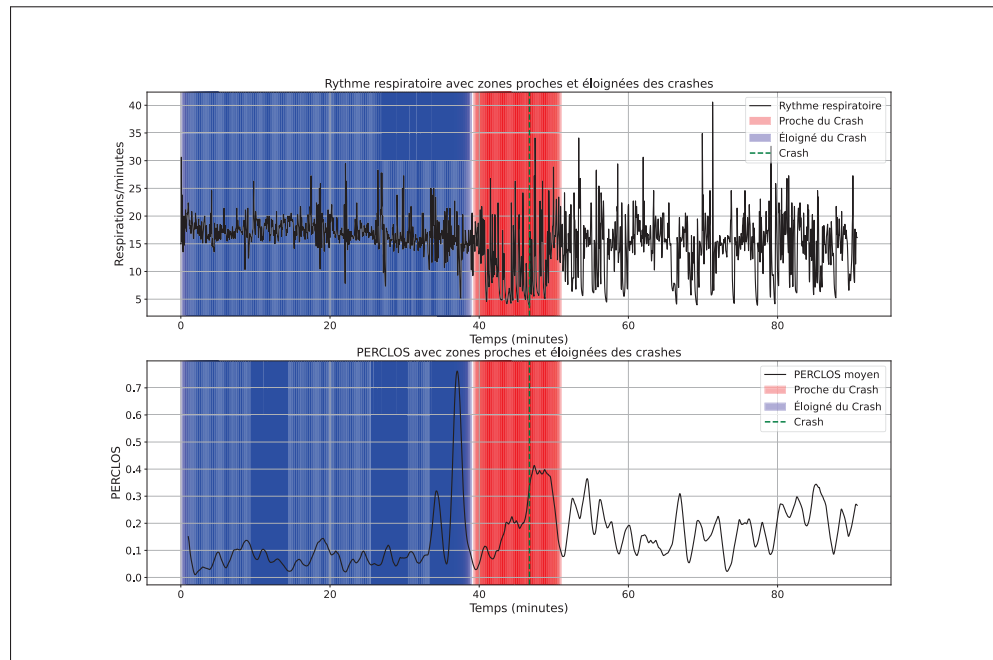 Rythme respiratoire avec zones proches et éloignées des crashes
40
35
30
25
20
15
10
5
Respirations/minutes
Rythme respiratoire
Proche du Crash
Éloigné du Crash
Crash
0 20 40 60 80
Temps (minutes)
PERCLOS avec zones proches et éloignées des crashes
0.7
0.6
0.5
0.4
0.3
0.2
0.1
0.0
PERCLOS
PERCLOS moyen
Proche du Crash
Éloigné du Crash
Crash
0 20 40 60 80
Temps (minutes)